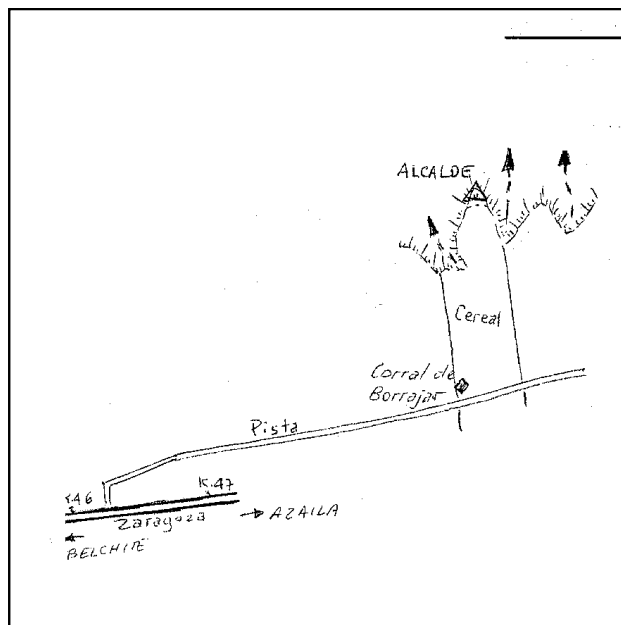 ALCALDE
Cereal
Corral de
Borrajar
Pista
K.46
K.47
Zaragoza
AZAILA
BELCHITE